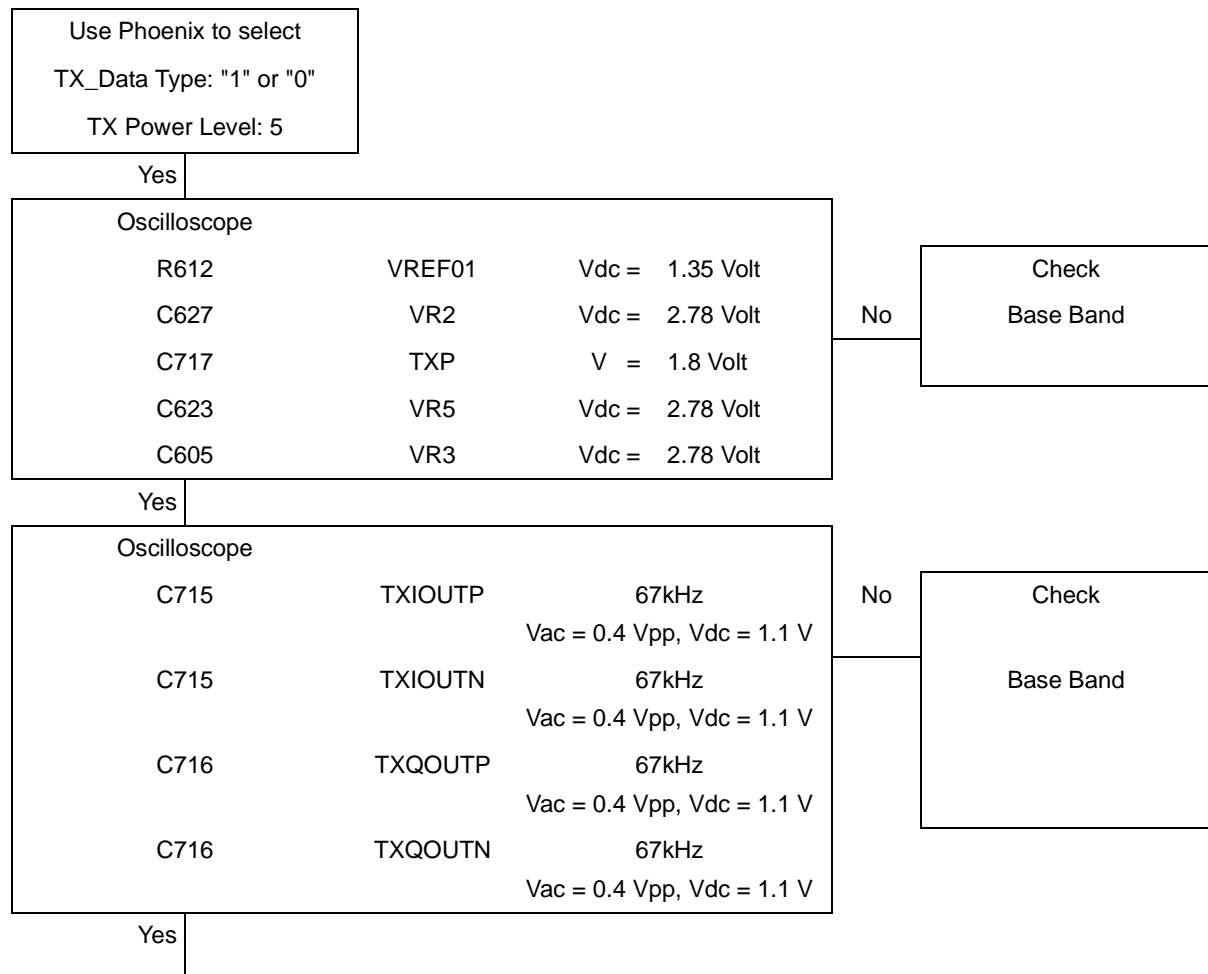 Use Phoenix to select
TX_Data Type: "1" or "0"
TX Power Level: 5
Yes
Oscilloscope
R612 VREF01 Vdc = 1.35 Volt
C627 VR2 Vdc = 2.78 Volt
C717 TXP V = 1.8 Volt
C623 VR5 Vdc = 2.78 Volt
C605 VR3 Vdc = 2.78 Volt
No
Check
Base Band
Yes
Oscilloscope
C715 TXIOUTP 67kHz
Vac = 0.4 Vpp, Vdc = 1.1 V
C715 TXIOUTN 67kHz
Vac = 0.4 Vpp, Vdc = 1.1 V
C716 TXQOUTP 67kHz
Vac = 0.4 Vpp, Vdc = 1.1 V
C716 TXQOUTN 67kHz
Vac = 0.4 Vpp, Vdc = 1.1 V
No
Check
Base Band
Yes